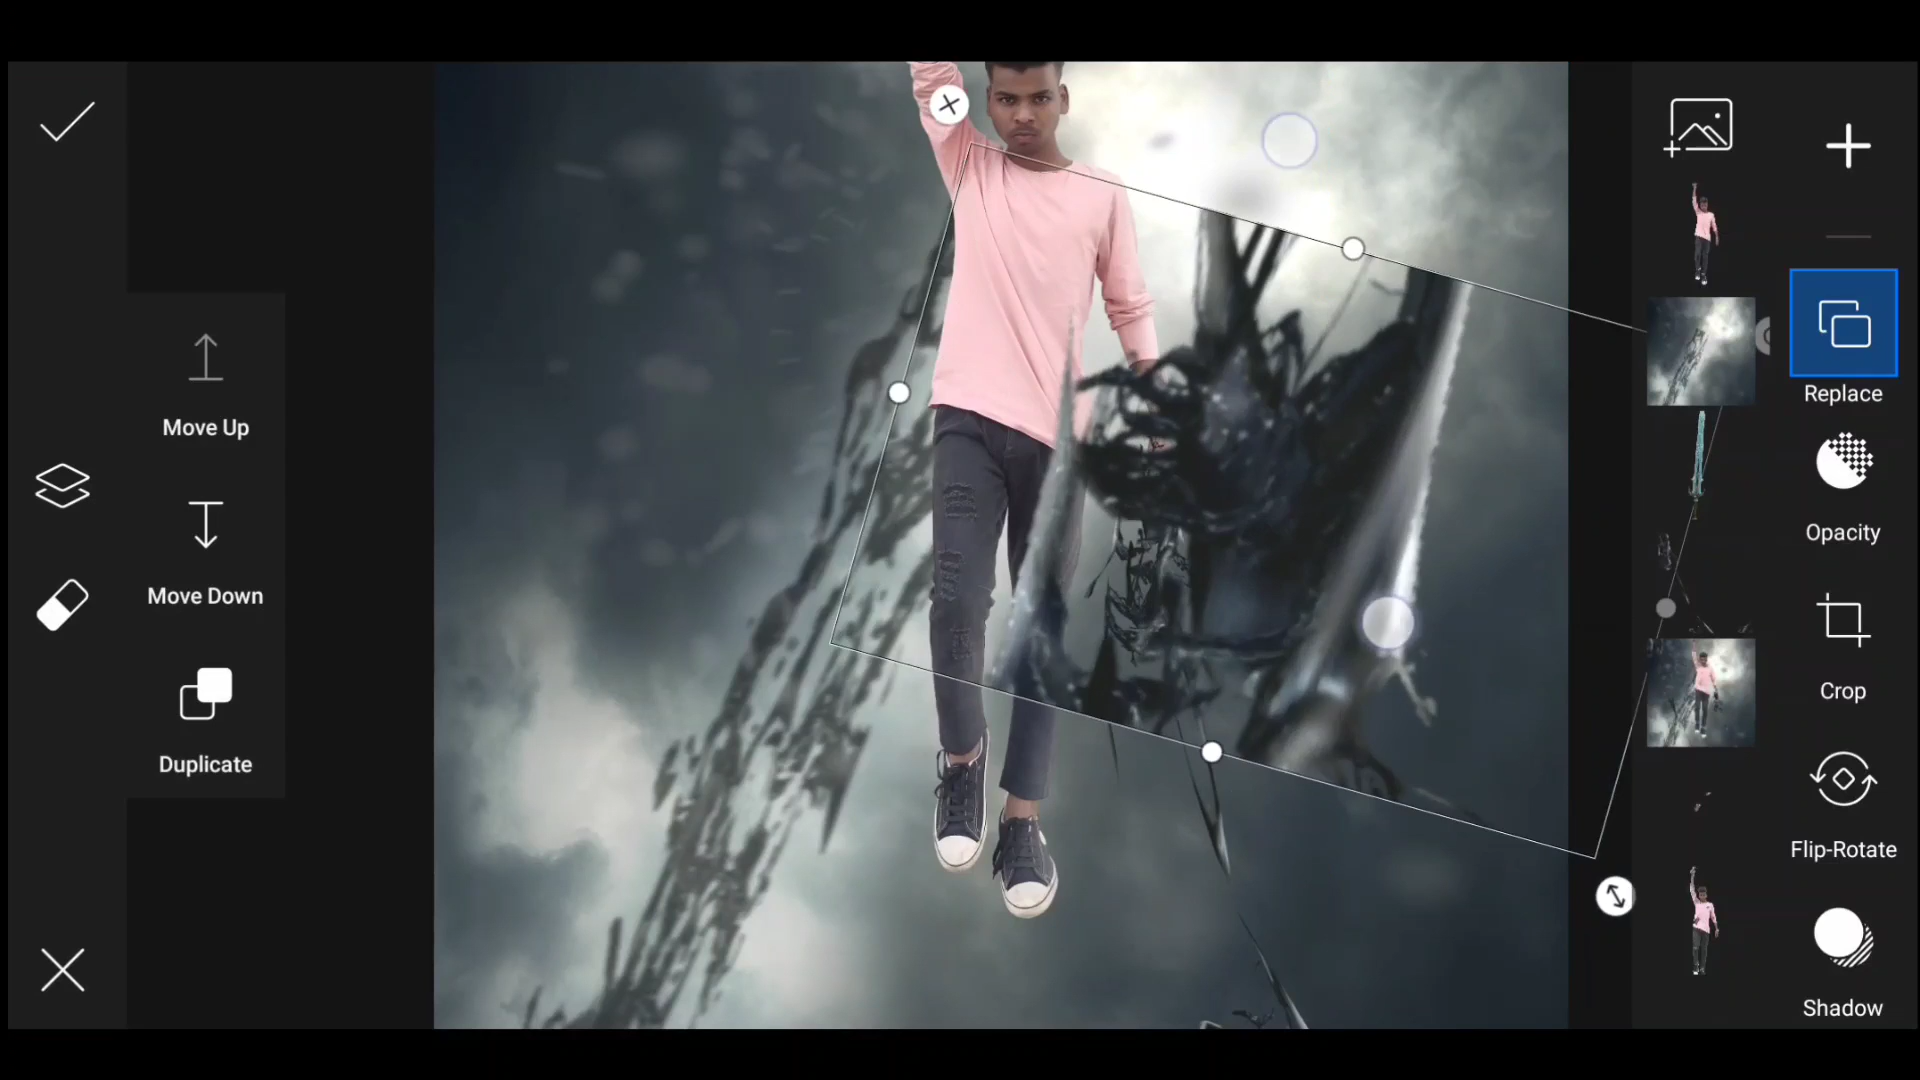 Move Up
Move Down
Duplicate
Replace
Opacity
Crop
Flip-Rotate
Shadow